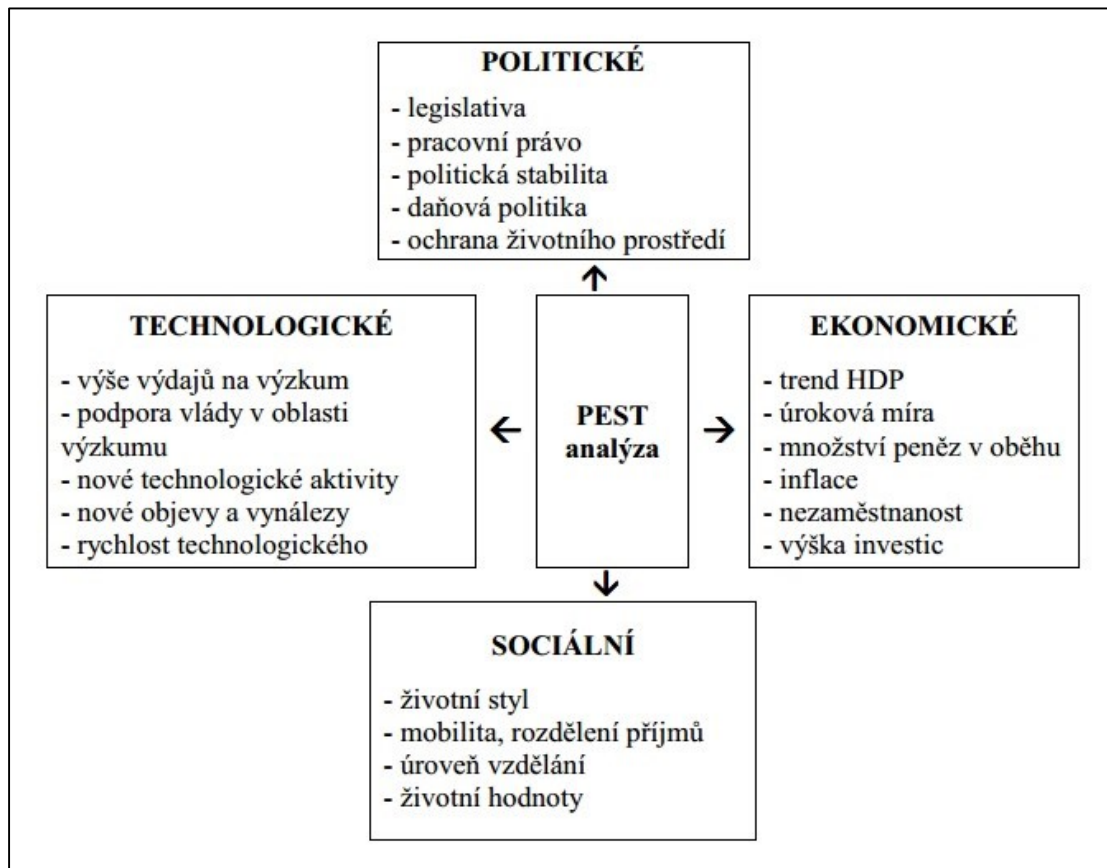 POLITICKÉ
- legislativa
- pracovní právo
- politická stabilita
- daňová politika
- ochrana životního prostředí
TECHNOLOGICKÉ
- výše výdajů na výzkum
- podpora vlády v oblasti
výzkumu
- nové technologické aktivity
- nové objevy a vynálezy
- rychlost technologického
PEST
analýza
EKONOMICKÉ
- trend HDP
- úroková míra
- množství peněz v oběhu
- inflace
- nezaměstnanost
- výška investic
SOCIÁLNÍ
- životní styl
- mobilita, rozdělení příjmů
- úroveň vzdělání
- životní hodnoty